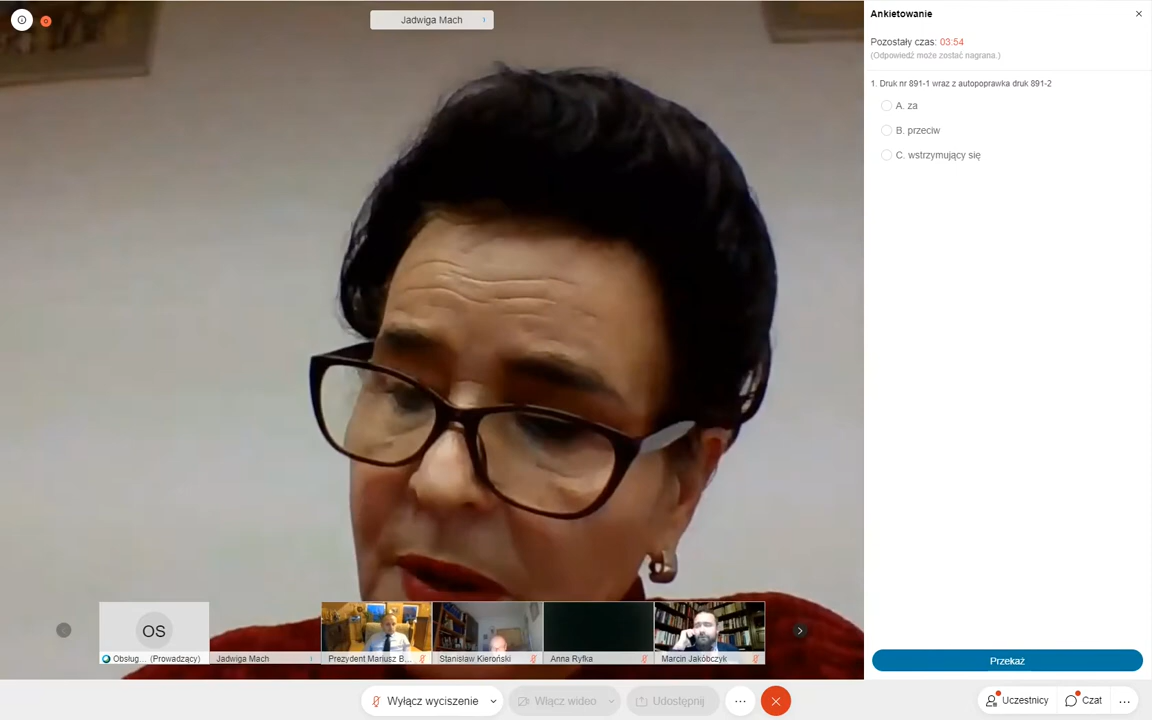 Jadwiga Mach
Ankietowanie
Pozostały czas: 03:54
(Odpowiedź może zostać nagrana.)
1. Druk nr 891-1 wraz z autopoprawka druk 891-2
A. za
B. przeciw
C. wstrzymujący się
OS
Obsług... (Prowadzący)
Jadwiga Mach
Prezydent Mariusz B...
Stanisław Kieroński
Anna Ryfka
Marcin Jakóbczyk
Przekaż
Wyłącz wyciszenie
Włącz wideo
Udostępnij
Uczestnicy
Czat